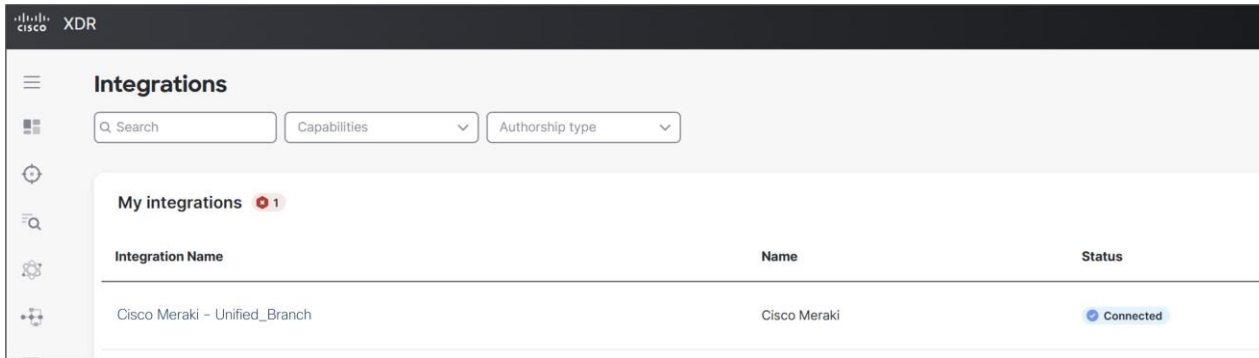 cisco XDR
Integrations
Search Capabilities Authorship type
My integrations 1
Integration Name Name Status
Cisco Meraki - Unified_Branch Cisco Meraki Connected